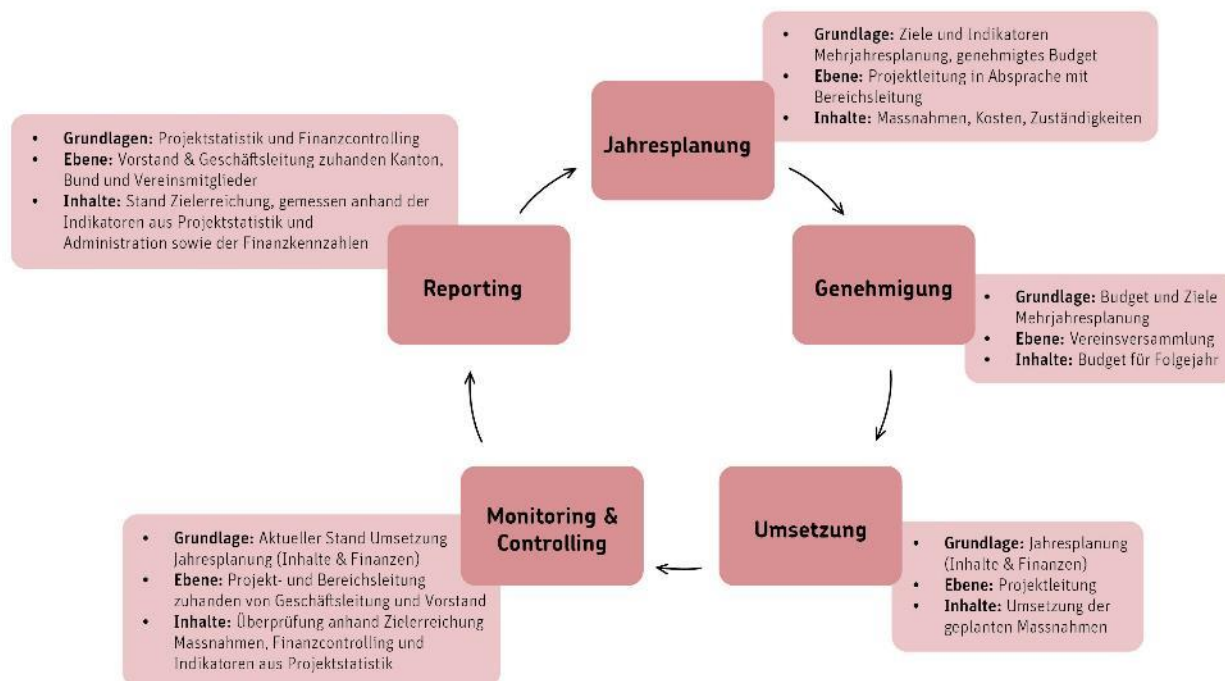 • Grundlage: Ziele und Indikatoren
Mehrjahresplanung, genehmigtes Budget
• Ebene: Projektleitung in Absprache mit
Bereichsleitung
• Inhalte: Massnahmen, Kosten, Zuständigkeiten
Jahresplanung
• Grundlagen: Projektstatistik und Finanzcontrolling
• Ebene: Vorstand & Geschäftsleitung zuhanden Kanton,
Bund und Vereinsmitglieder
• Inhalte: Stand Zielerreichung, gemessen anhand der
Indikatoren aus Projektstatistik und
Administration sowie der Finanzkennzahlen
Reporting
Genehmigung
• Grundlage: Budget und Ziele
Mehrjahresplanung
• Ebene: Vereinsversammlung
• Inhalte: Budget für Folgejahr
Monitoring &
Controlling
• Grundlage: Aktueller Stand Umsetzung
Jahresplanung (Inhalte & Finanzen)
• Ebene: Projekt- und Bereichsleitung
zuhanden von Geschäftsleitung und Vorstand
• Inhalte: Überprüfung anhand Zielerreichung
Massnahmen, Finanzcontrolling und
Indikatoren aus Projektstatistik
Umsetzung
• Grundlage: Jahresplanung
(Inhalte & Finanzen)
• Ebene: Projektleitung
• Inhalte: Umsetzung der
geplanten Massnahmen